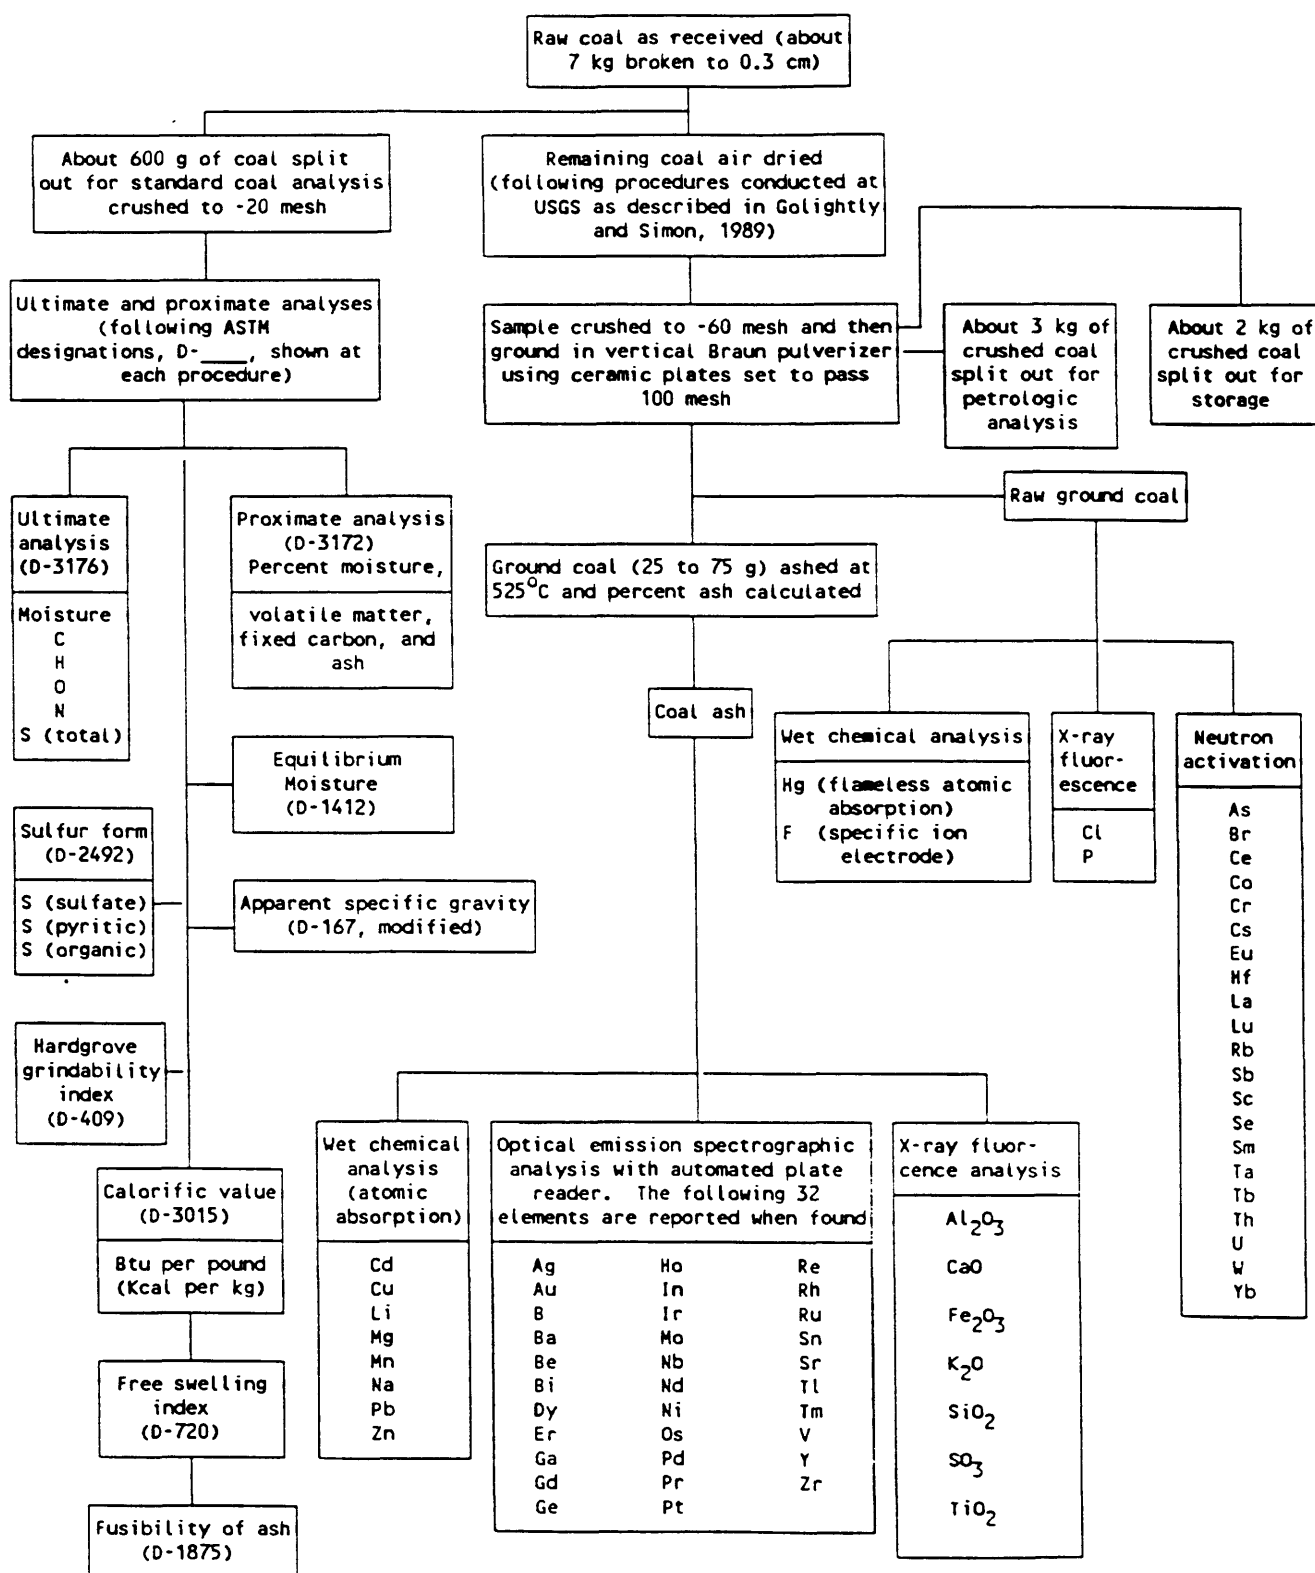 Raw coal as received (about
7 kg broken to 0.3 cm)
About 600 g of coal split
out for standard coal analysis
crushed to -20 mesh
Remaining coal air dried
(following procedures conducted at
USGS as described in Golightly
and Simon, 1989)
Ultimate and proximate analyses
(following ASTM
designations, D-____, shown at
each procedure)
Sample crushed to -60 mesh and then
ground in vertical Braun pulverizer
using ceramic plates set to pass
100 mesh
About 3 kg of
crushed coal
split out for
petrologic
analysis
About 2 kg of
crushed coal
split out for
storage
Ultimate
analysis
(D-3176)
Moisture
C
H
O
N
S (total)
Proximate analysis
(D-3172)
Percent moisture,
volatile matter,
fixed carbon, and
ash
Raw ground coal
Ground coal (25 to 75 g) ashed at
525°C and percent ash calculated
Coal ash
Equilibrium
Moisture
(D-1412)
Sulfur form
(D-2492)
S (sulfate)
S (pyritic)
S (organic)
Apparent specific gravity
(D-167, modified)
Hardgrove
grindability
index
(D-409)
Calorific value
(D-3015)
Btu per pound
(Kcal per kg)
Free swelling
index
(D-720)
Fusibility of ash
(D-1875)
Wet chemical analysis
Hg (flameless atomic
absorption)
F (specific ion
electrode)
X-ray
fluor-
escence
Cl
P
Neutron
activation
As
Br
Ce
Co
Cr
Cs
Eu
Hf
La
Lu
Rb
Sb
Sc
Se
Sm
Ta
Tb
Th
U
W
Yb
Wet chemical
analysis
(atomic
absorption)
Cd
Cu
Li
Mg
Mn
Na
Pb
Zn
Optical emission spectrographic
analysis with automated plate
reader. The following 32
elements are reported when found
Ag Ho Re
Au In Rh
B Ir Ru
Ba Mo Sn
Be Nb Sr
Bi Nd Tl
Dy Ni Tm
Er Os V
Ga Pd Y
Gd Pr Zr
Ge Pt
X-ray fluor-
cence analysis
Al₂O₃
CaO
Fe₂O₃
K₂O
SiO₂
SO₃
TiO₂